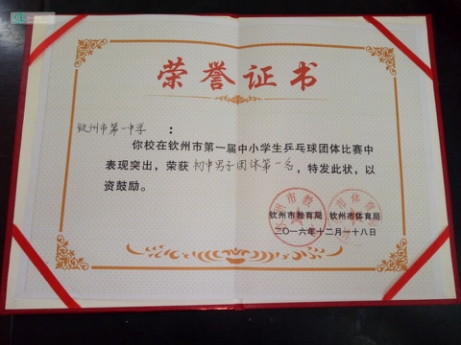 荣誉证书
钦州市第一中学：
你校在钦州市第一届中小学生乒乓球团体比赛中
表现突出，荣获初中男子团体第一名，特发此状，以
资鼓励。
钦州市教育局 钦州市体育局
二〇一六年十二月一十八日